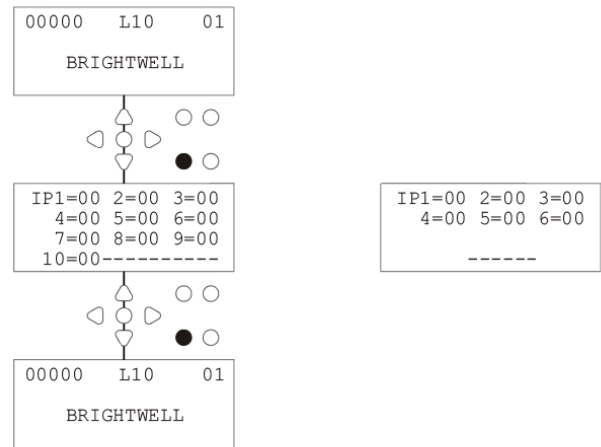 00000 L10 01
BRIGHTWELL
IP1=00 2=00 3=00
4=00 5=00 6=00
7=00 8=00 9=00
10=00----------
00000 L10 01
BRIGHTWELL
IP1=00 2=00 3=00
4=00 5=00 6=00
------